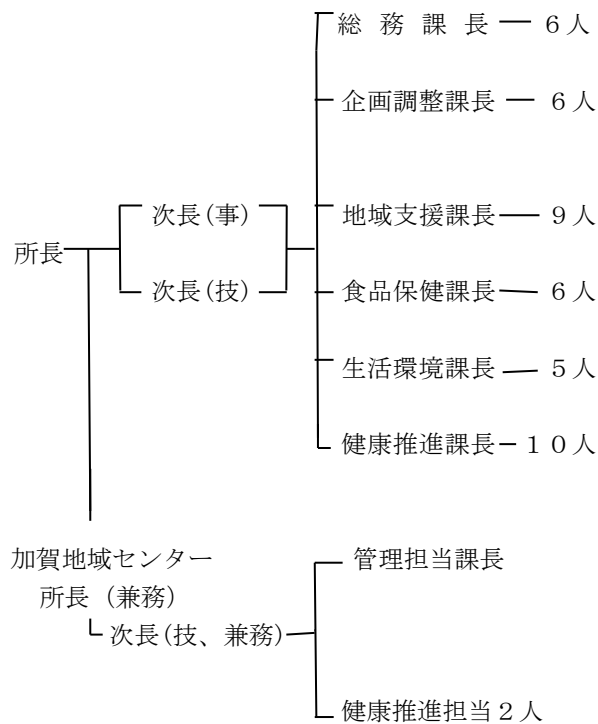 総務課長 ― 6人
企画調整課長 ― 6人
次長(事)
地域支援課長 ― 9人
所長
次長(技)
食品保健課長 ― 6人
生活環境課長 ― 5人
健康推進課長 ― 10人
加賀地域センター
所長 (兼務)
次長(技、兼務)
管理担当課長
健康推進担当2人